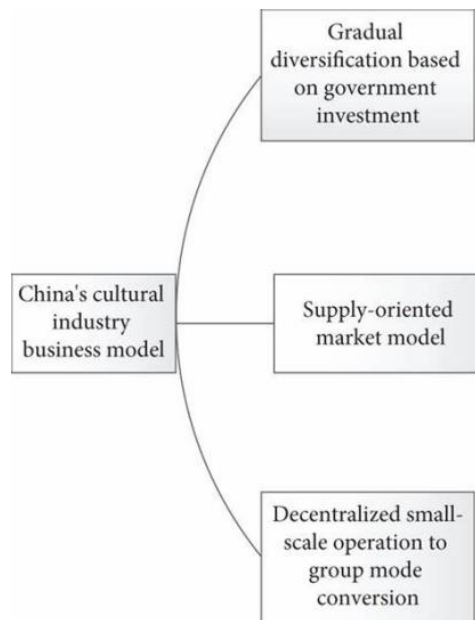 Gradual
diversification based
on government
investment
China's cultural
industry
business model
Supply-oriented
market model
Decentralized small-
scale operation to
group mode
conversion